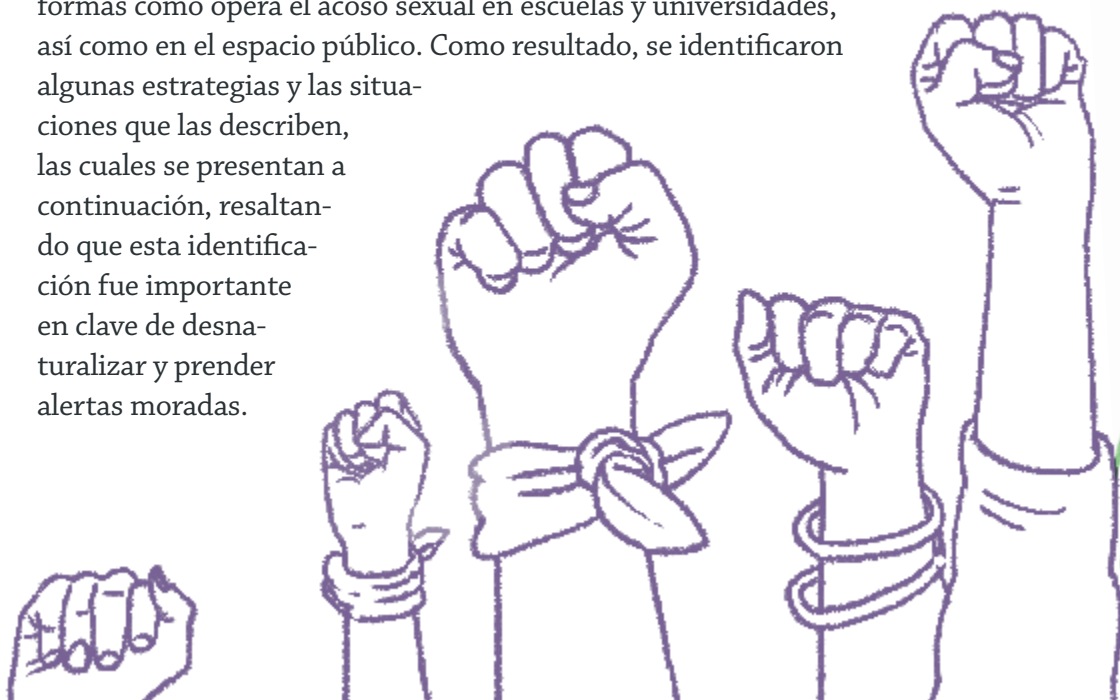 formas como opera el acoso sexual en escuelas y universidades,
así como en el espacio público. Como resultado, se identificaron
algunas estrategias y las situa-
ciones que las describen,
las cuales se presentan a
continuación, resaltan-
do que esta identifica-
ción fue importante
en clave de desna-
turalizar y prender
alertas moradas.